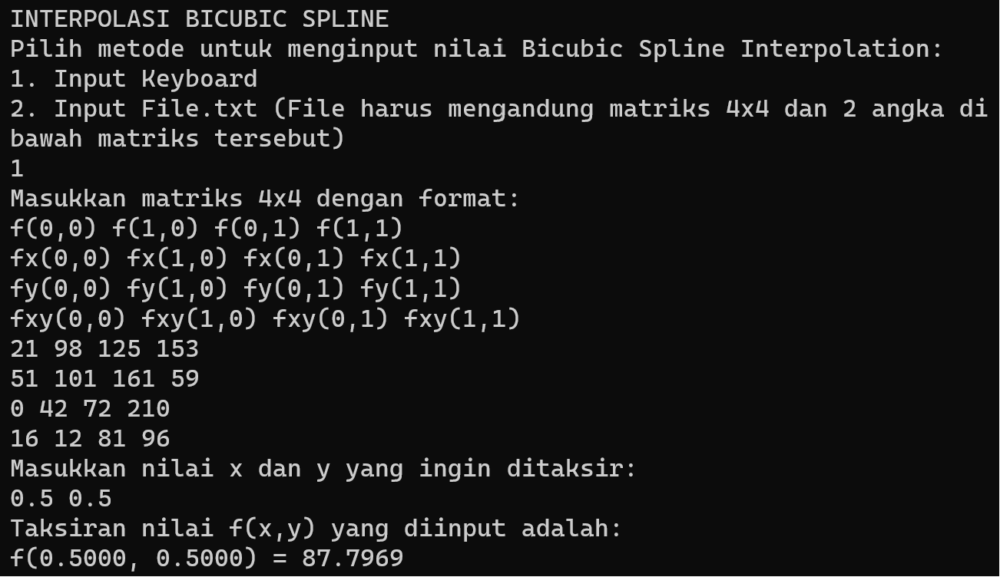 INTERPOLASI BICUBIC SPLINE
Pilih metode untuk menginput nilai Bicubic Spline Interpolation:
1. Input Keyboard
2. Input File.txt (File harus mengandung matriks 4x4 dan 2 angka di
bawah matriks tersebut)
1
Masukkan matriks 4x4 dengan format:
f(0,0) f(1,0) f(0,1) f(1,1)
fx(0,0) fx(1,0) fx(0,1) fx(1,1)
fy(0,0) fy(1,0) fy(0,1) fy(1,1)
fxy(0,0) fxy(1,0) fxy(0,1) fxy(1,1)
21 98 125 153
51 101 161 59
0 42 72 210
16 12 81 96
Masukkan nilai x dan y yang ingin ditaksir:
0.5 0.5
Taksiran nilai f(x,y) yang diinput adalah:
f(0.5000, 0.5000) = 87.7969